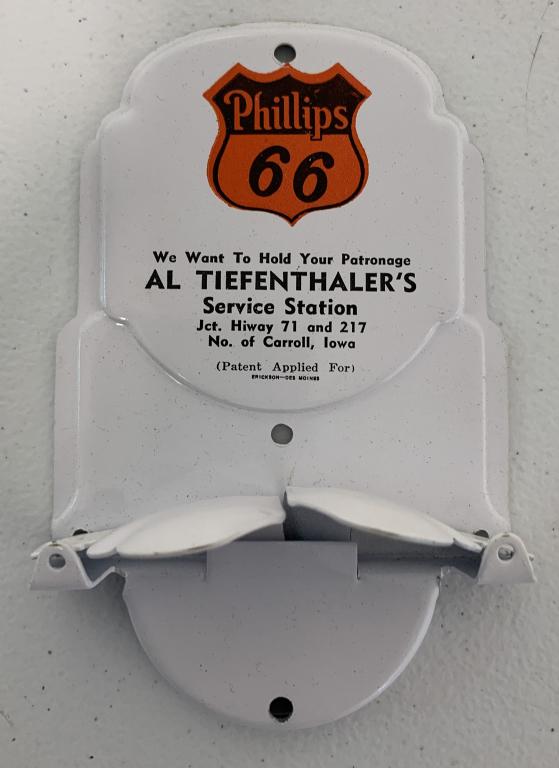 Phillips
66
We Want To Hold Your Patronage
AL TIEFENTHALER'S
Service Station
Jct. Hiway 71 and 217
No. of Carroll, Iowa
(Patent Applied For)
ERICKSON—DES MOINES